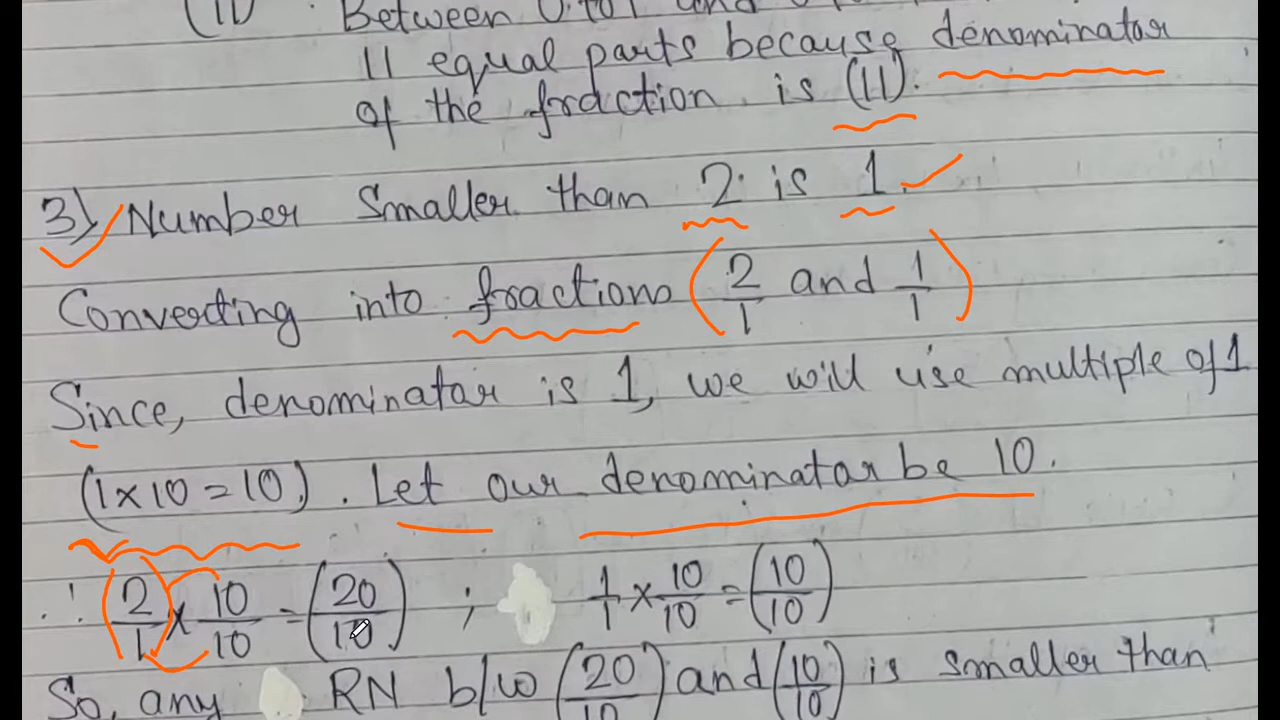 (ii) Between 0 to 1 and
11 equal parts because denominator
of the fraction is (11).
3) Number smaller than 2 is 1.
Converting into fractions (2/1 and 1/1)
Since, denominator is 1, we will use multiple of 1
(1×10=10). Let our denominator be 10.
∴ (2/1) × 10/10 = (20/10) ; 1/1 × 10/10 = (10/10)
So, any RN b/w (20/10) and (10/10) is smaller than